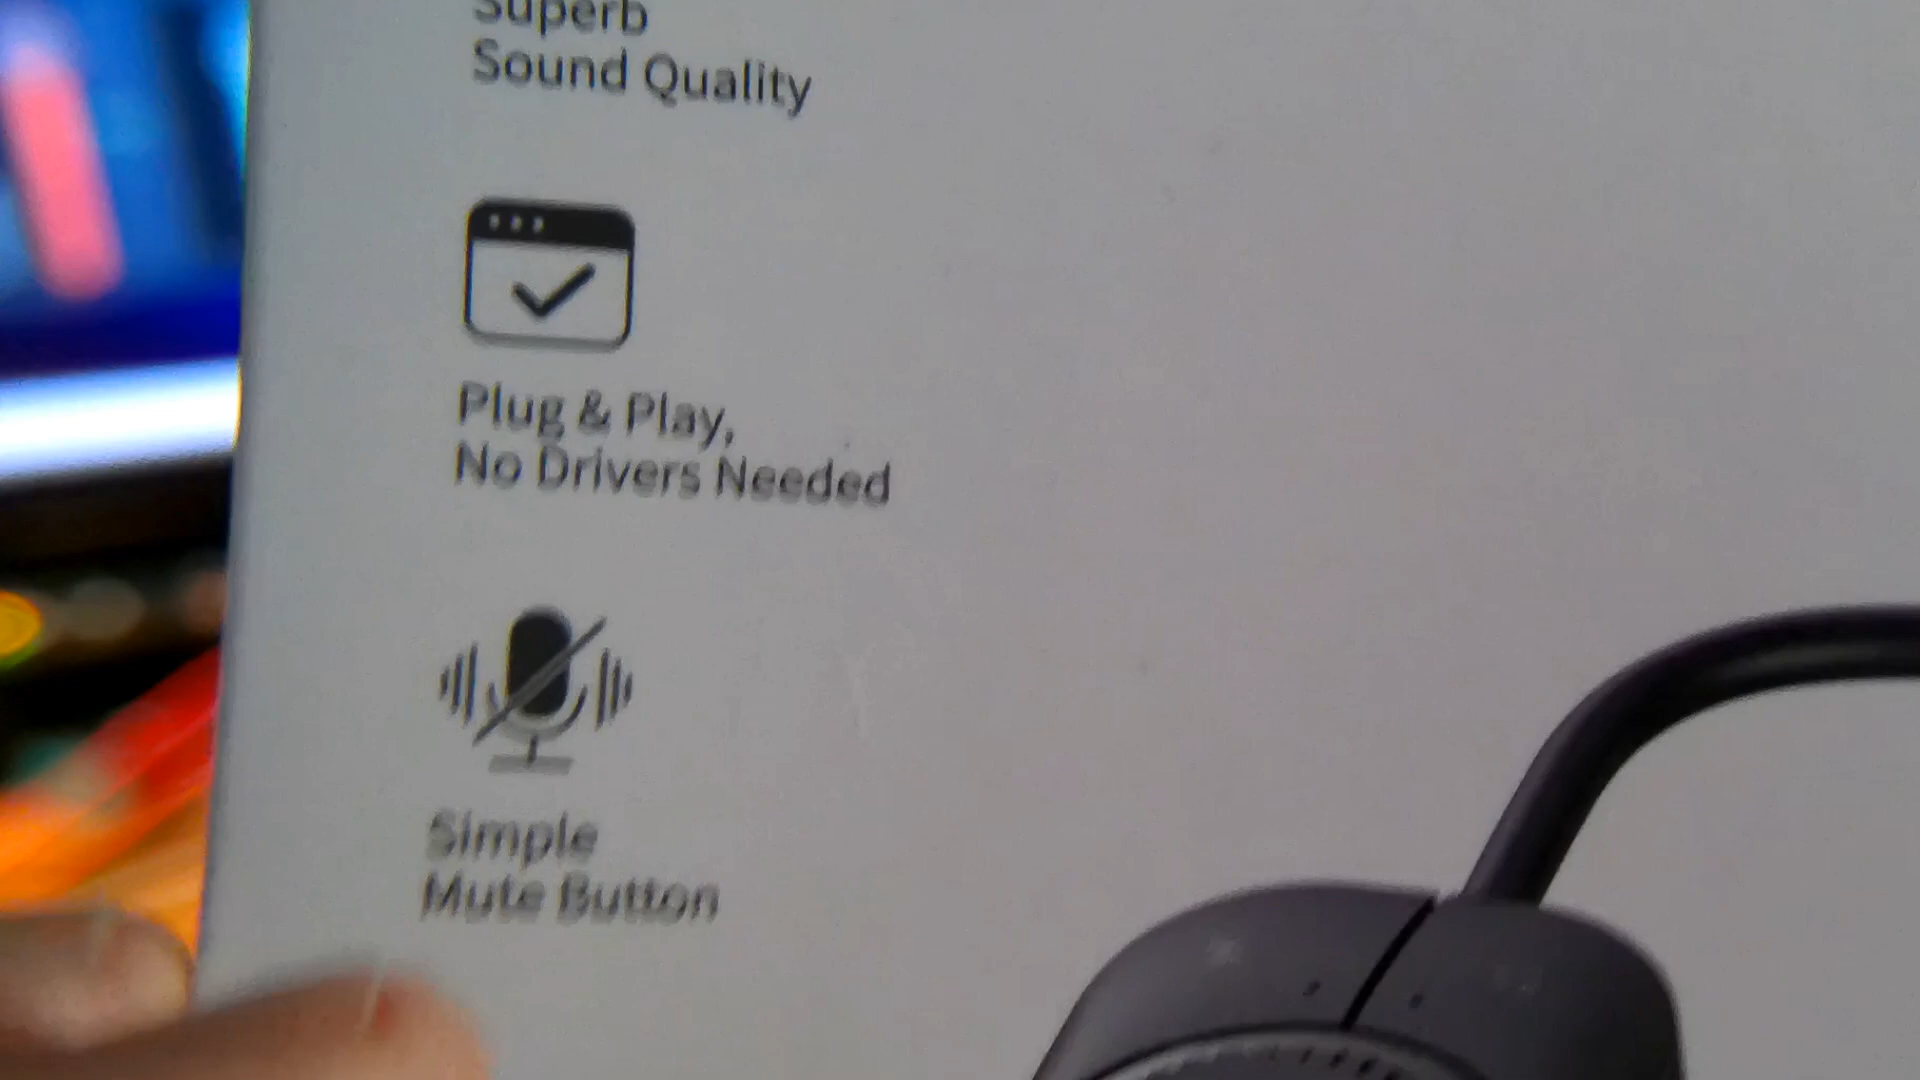 Superb
Sound Quality
Plug & Play,
No Drivers Needed
Simple
Mute Button